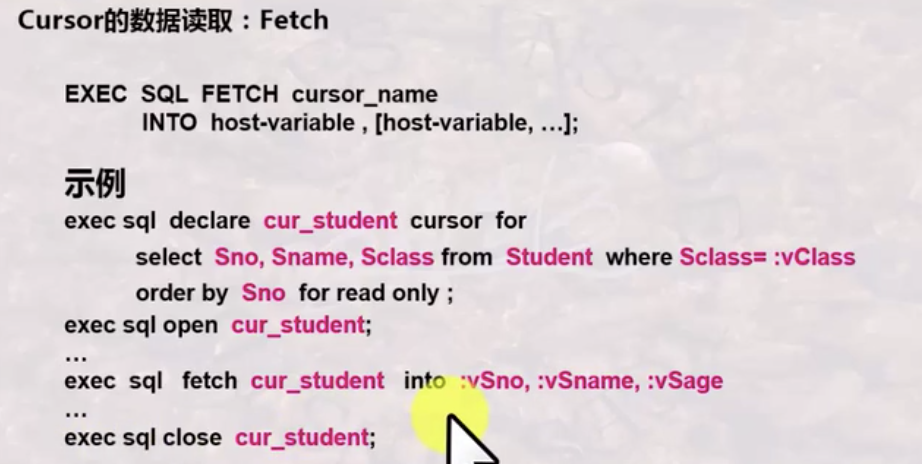 Cursor的数据读取：Fetch
EXEC SQL FETCH cursor_name
INTO host-variable , [host-variable, …];
示例
exec sql declare cur_student cursor for
select Sno, Sname, Sclass from Student where Sclass= :vClass
order by Sno for read only ;
exec sql open cur_student;
…
exec sql fetch cur_student into :vSno, :vSname, :vSage
…
exec sql close cur_student;